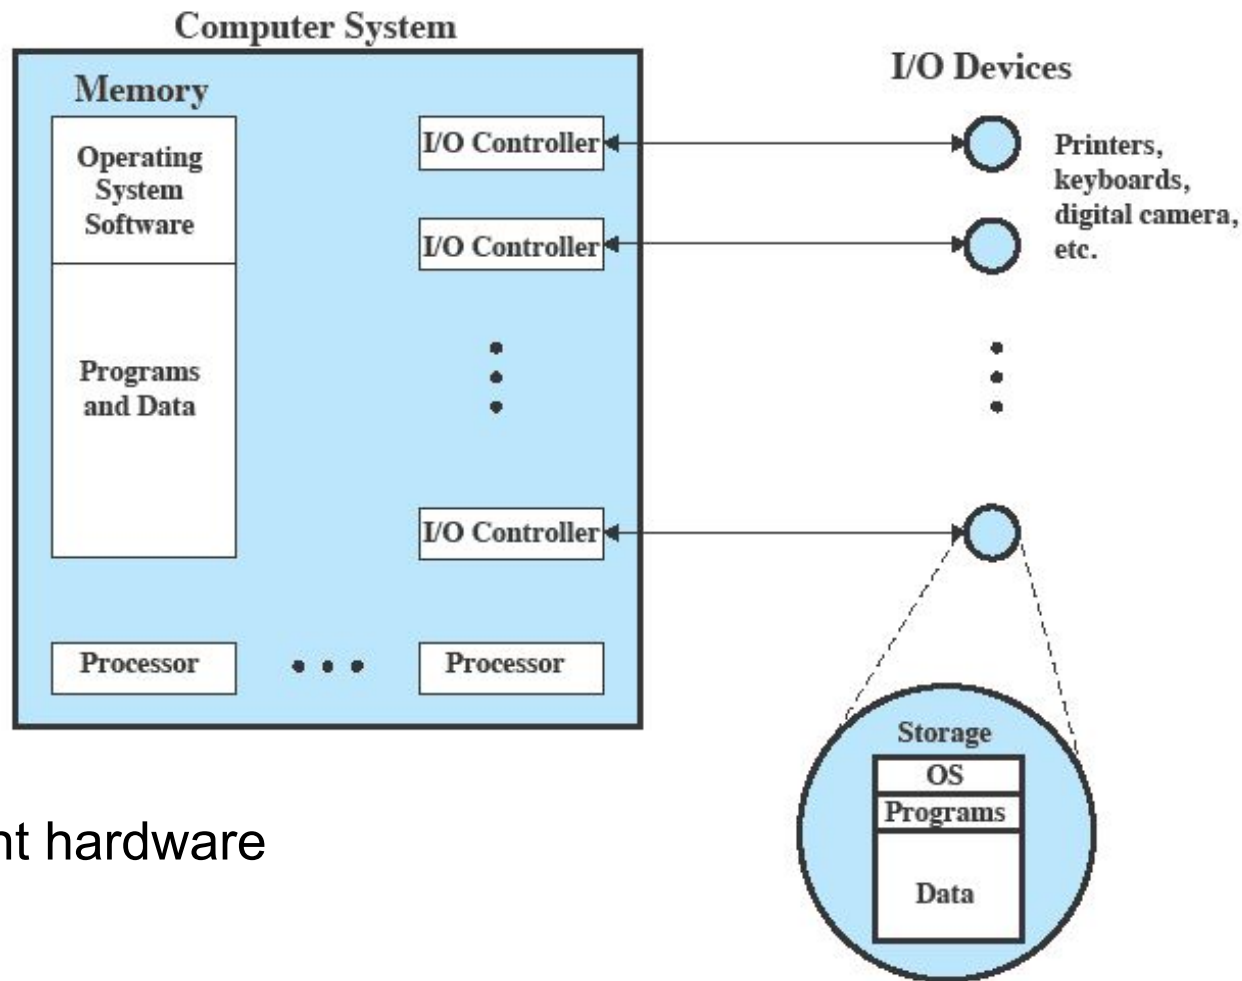 Computer System
Memory
Operating
System
Software
Programs
and Data
I/O Controller
I/O Controller
I/O Controller
Processor
Processor
I/O Devices
Printers,
keyboards,
digital camera,
etc.
Storage
OS
Programs
Data
nt hardware